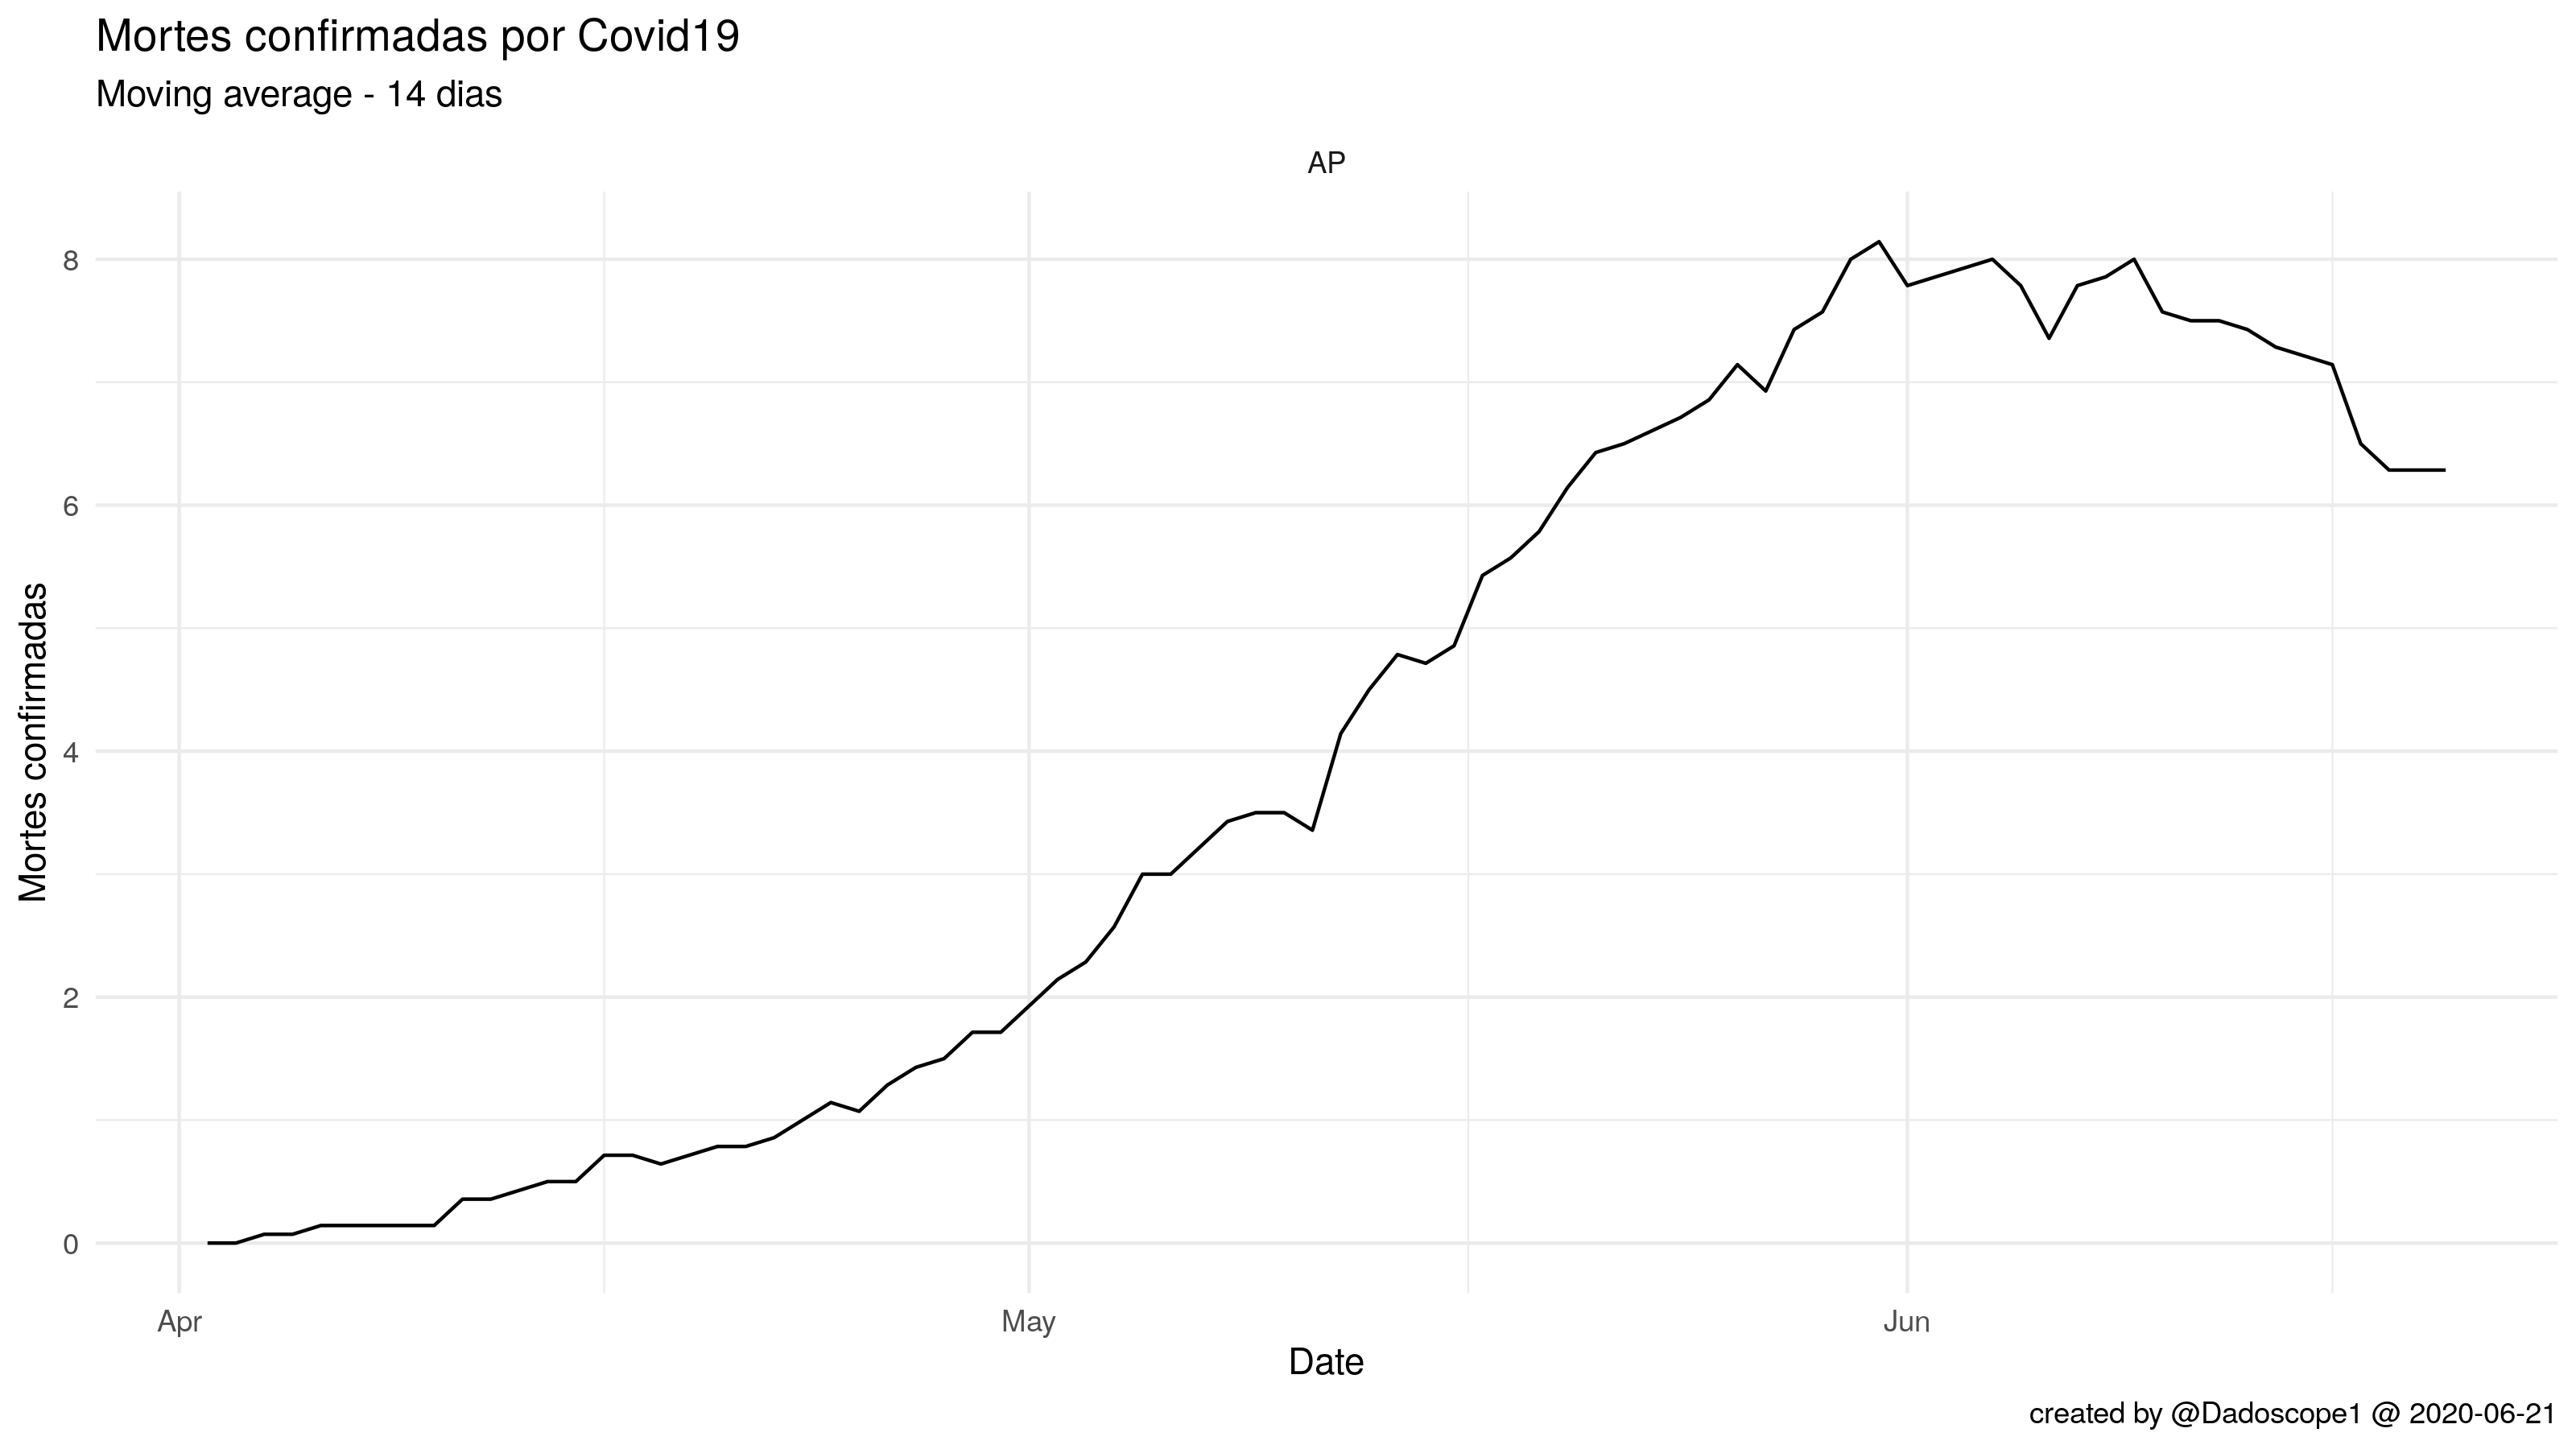 Mortes confirmadas por Covid19
Moving average - 14 dias
AP
Mortes confirmadas
8
6
4
2
0
Apr
May
Jun
Date
created by @Dadoscope1 @ 2020-06-21